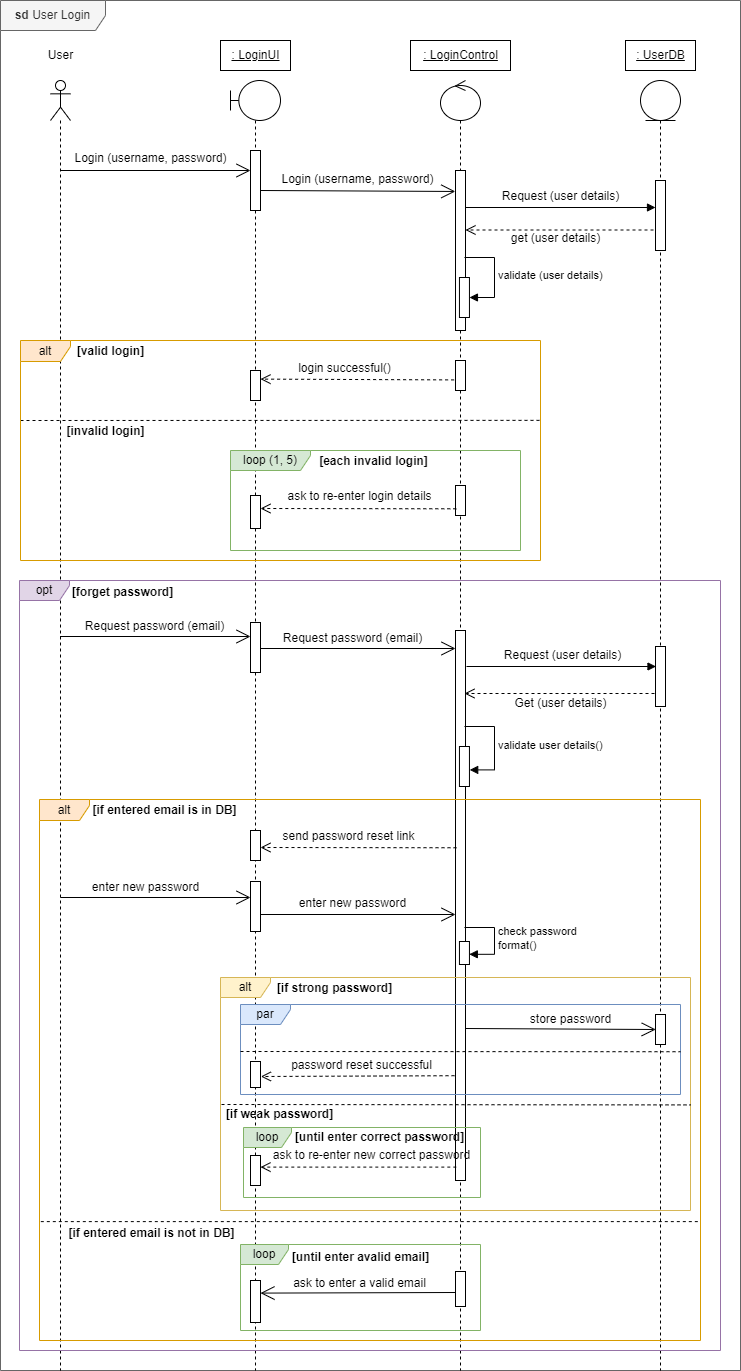 sd User Login
User
: LoginUI
: LoginControl
: UserDB
Login (username, password)
Login (username, password)
Request (user details)
get (user details)
validate (user details)
alt
[valid login]
login successful()
[invalid login]
loop (1, 5)
[each invalid login]
ask to re-enter login details
opt
[forget password]
Request password (email)
Request password (email)
Request (user details)
Get (user details)
validate user details()
alt
[if entered email is in DB]
send password reset link
enter new password
enter new password
check password
format()
alt
[if strong password]
par
store password
password reset successful
[if weak password]
loop
[until enter correct password]
ask to re-enter new correct password
[if entered email is not in DB]
loop
[until enter avalid email]
ask to enter a valid email